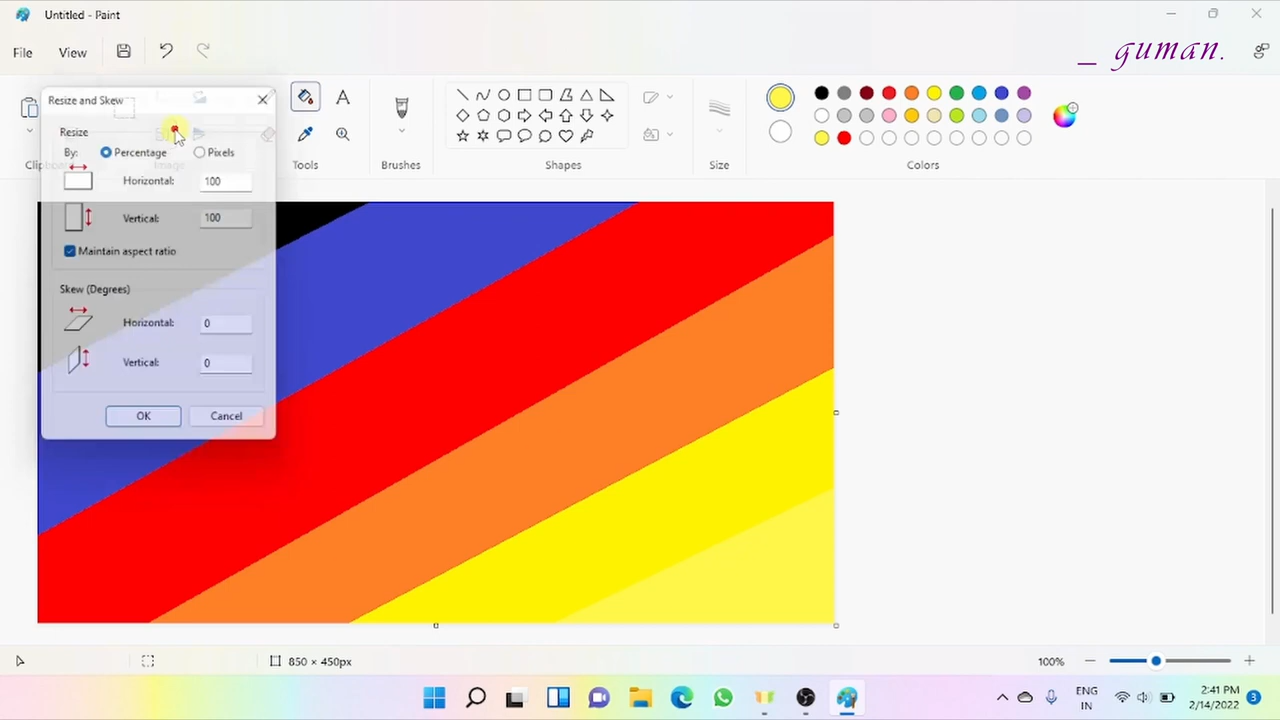 Untitled - Paint
File
View
_ guman.
Resize and Skew
Resize
By:
Percentage
Pixels
Horizontal:
100
Vertical:
100
Maintain aspect ratio
Skew (Degrees)
Horizontal:
0
Vertical:
0
OK
Cancel
Tools
Brushes
Shapes
Size
Colors
850 × 450px
100%
ENG
IN
2:41 PM
2/14/2022
3